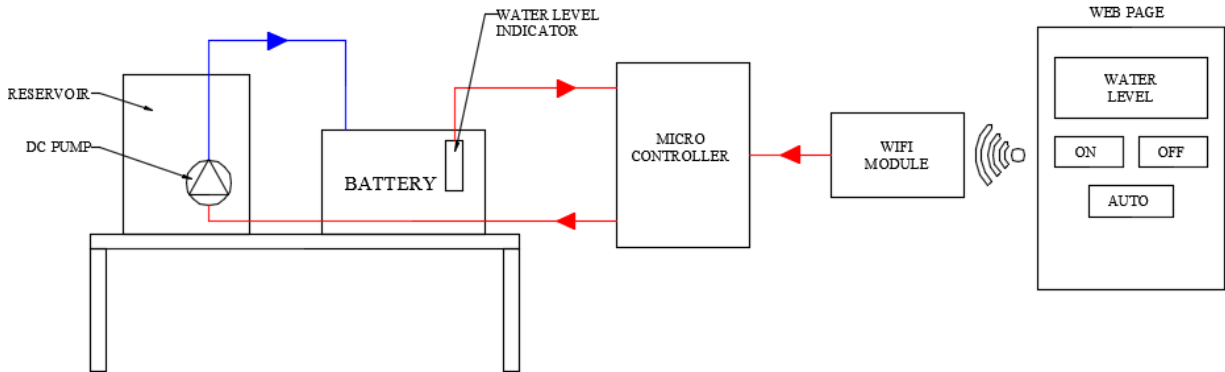 WATER LEVEL
INDICATOR
RESERVOIR
DC PUMP
BATTERY
MICRO
CONTROLLER
WIFI
MODULE
WEB PAGE
WATER
LEVEL
ON
OFF
AUTO